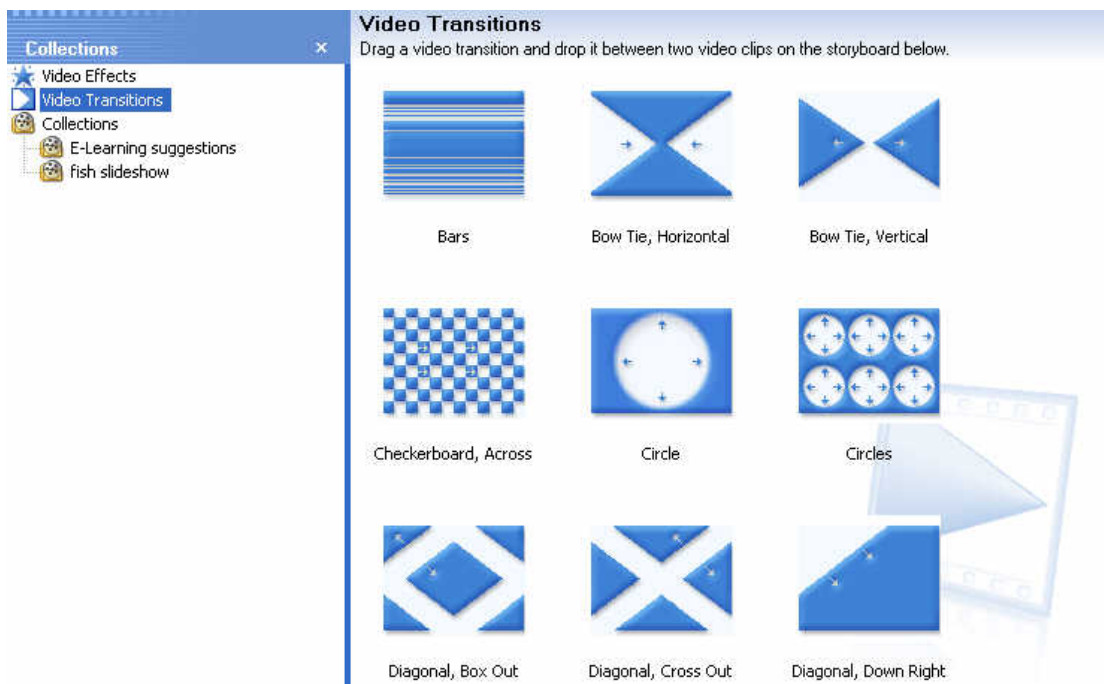 Collections ×
Video Effects
Video Transitions
Collections
E-Learning suggestions
fish slideshow
Video Transitions
Drag a video transition and drop it between two video clips on the storyboard below.
Bars
Bow Tie, Horizontal
Bow Tie, Vertical
Checkerboard, Across
Circle
Circles
Diagonal, Box Out
Diagonal, Cross Out
Diagonal, Down Right